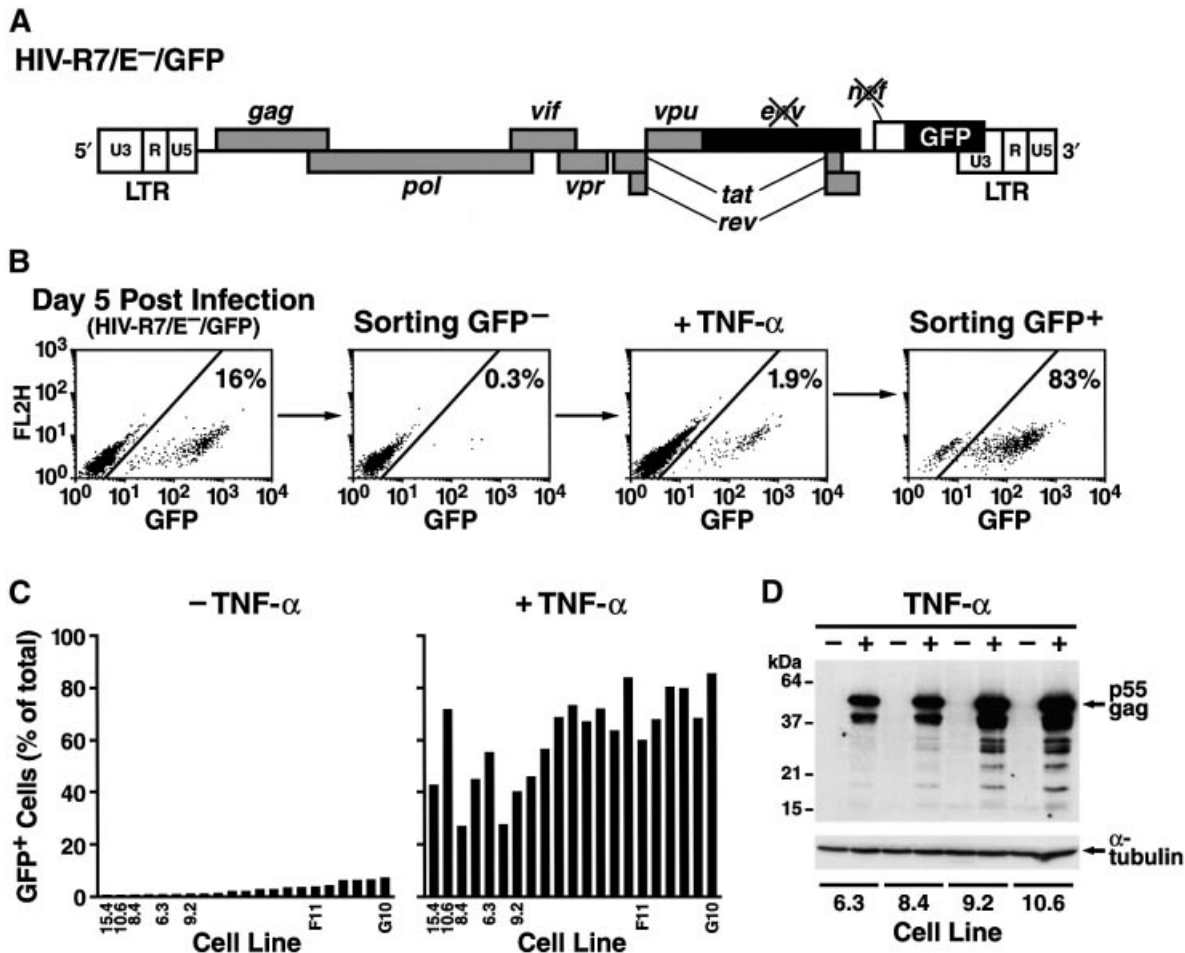 A
HIV-R7/E−/GFP
gag
vif
vpu
env
nef
5′
U3
R
U5
GFP
U3
R
U5
3′
LTR
pol
vpr
tat
rev
LTR
B
Day 5 Post Infection
(HIV-R7/E−/GFP)
Sorting GFP−
+ TNF-α
Sorting GFP+
FL2H
10³
10²
10¹
10⁰
16%
0.3%
1.9%
83%
10⁰ 10¹ 10² 10³ 10⁴
10⁰ 10¹ 10² 10³ 10⁴
10⁰ 10¹ 10² 10³ 10⁴
10⁰ 10¹ 10² 10³ 10⁴
GFP
GFP
GFP
GFP
C
− TNF-α
+ TNF-α
GFP+ Cells (% of total)
100
80
60
40
20
0
15.4
10.6
8.4
6.3
9.2
F11
G10
Cell Line
15.4
10.6
8.4
6.3
9.2
F11
G10
Cell Line
D
TNF-α
− + − + − + − +
kDa
64
37
21
15
p55
gag
α-
tubulin
6.3 8.4 9.2 10.6
Cell Line